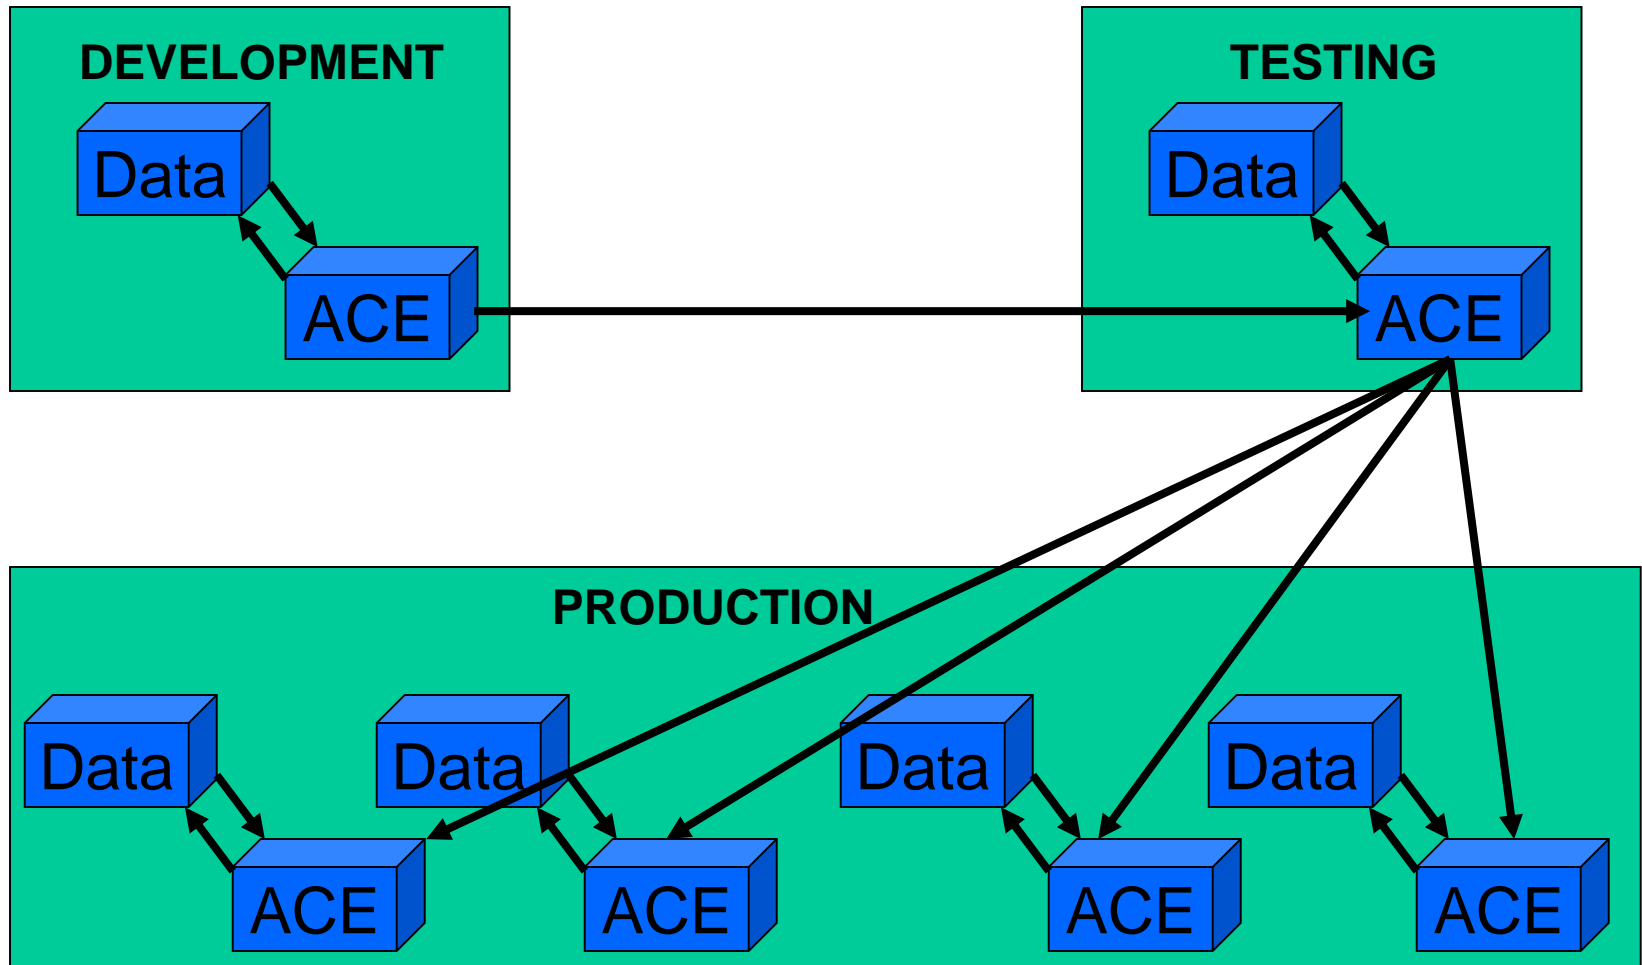 DEVELOPMENT
Data
ACE
TESTING
Data
ACE
PRODUCTION
Data
Data
Data
Data
ACE
ACE
ACE
ACE